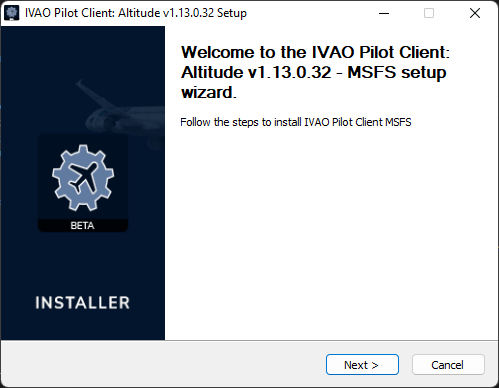 IVAO Pilot Client: Altitude v1.13.0.32 Setup
Welcome to the IVAO Pilot Client:
Altitude v1.13.0.32 - MSFS setup
wizard.
Follow the steps to install IVAO Pilot Client MSFS
BETA
INSTALLER
Next >
Cancel